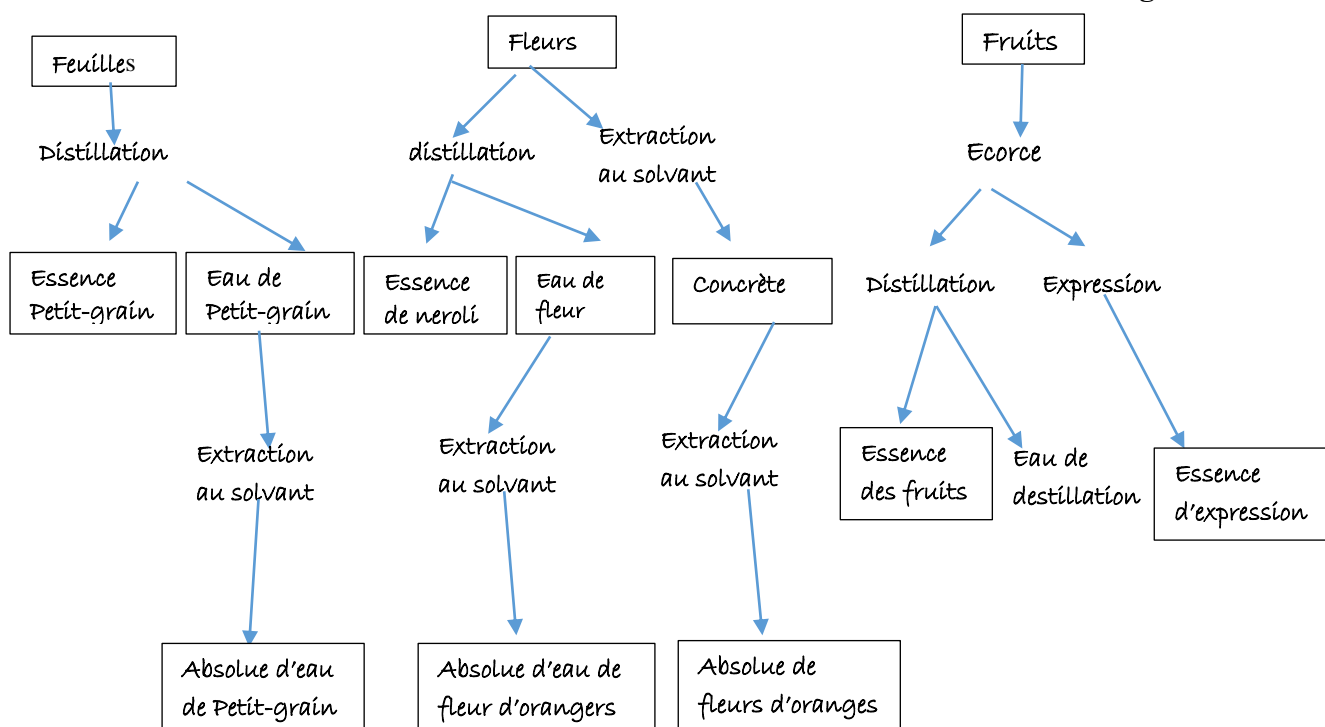 Feuilles
Fleurs
Fruits
Distillation
distillation
Extraction
au solvant
Ecorce
Essence
Petit-grain
Eau de
Petit-grain
Essence
de neroli
Eau de
fleur
Concrète
Distillation
Expression
Extraction
au solvant
Extraction
au solvant
Extraction
au solvant
Essence
des fruits
Eau de
destillation
Essence
d'expression
Absolue d'eau
de Petit-grain
Absolue d'eau de
fleur d'orangers
Absolue de
fleurs d'oranges